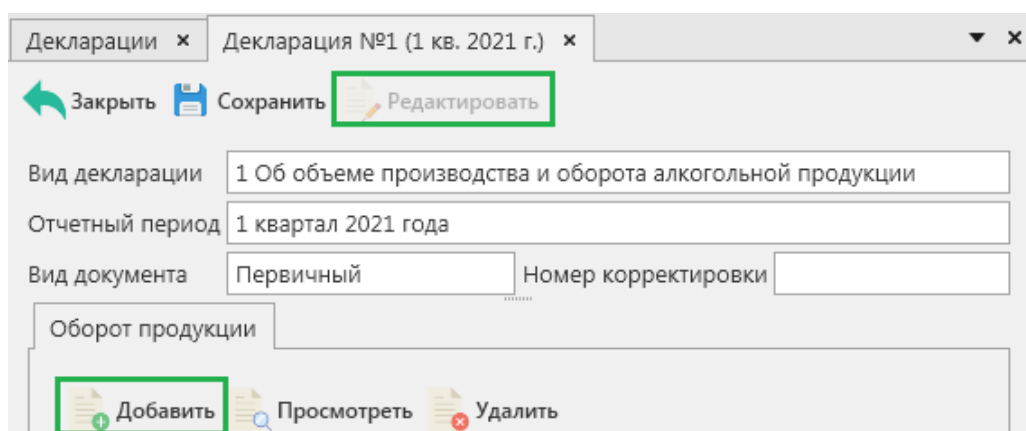 Декларации × Декларация №1 (1 кв. 2021 г.) ×
Закрыть Сохранить Редактировать
Вид декларации 1 Об объеме производства и оборота алкогольной продукции
Отчетный период 1 квартал 2021 года
Вид документа Первичный Номер корректировки
Оборот продукции
Добавить Просмотреть Удалить